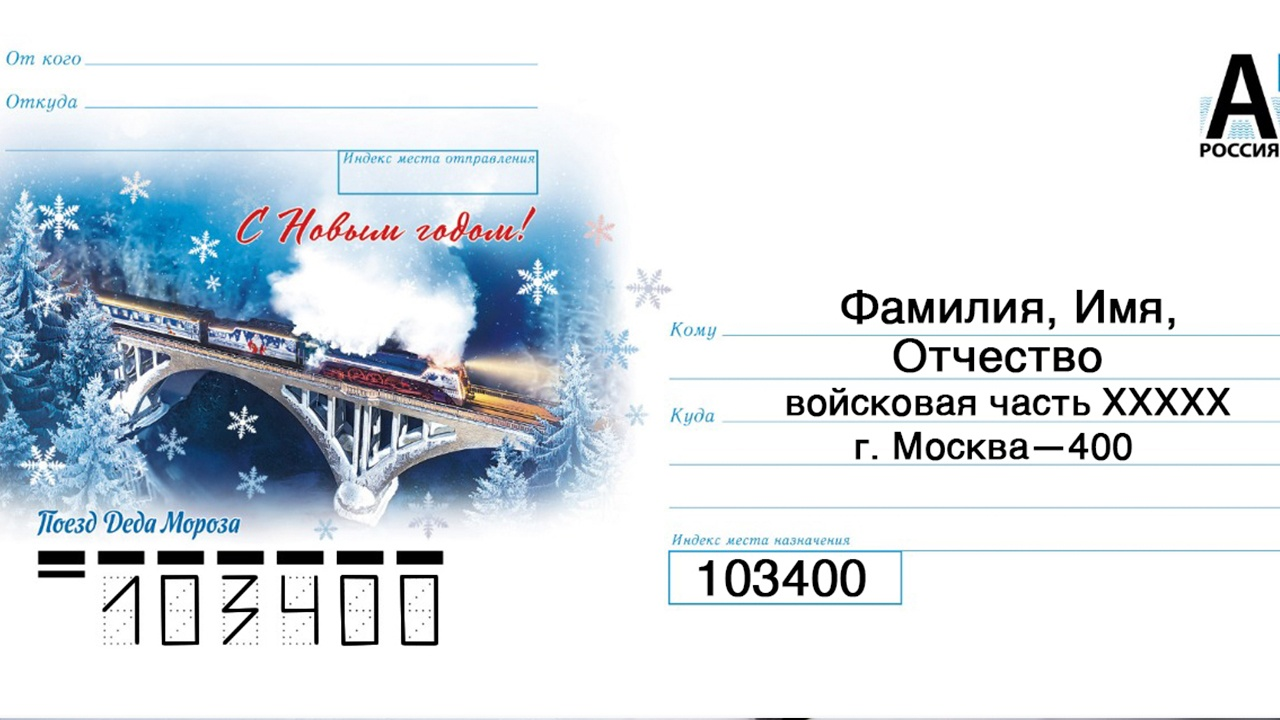 От кого
Откуда
Индекс места отправления
С Новым годом!
А
РОССИЯ
Кому
Фамилия, Имя,
Отчество
Куда
войсковая часть XXXXX
г. Москва—400
Поезд Деда Мороза
Индекс места назначения
103400
103400